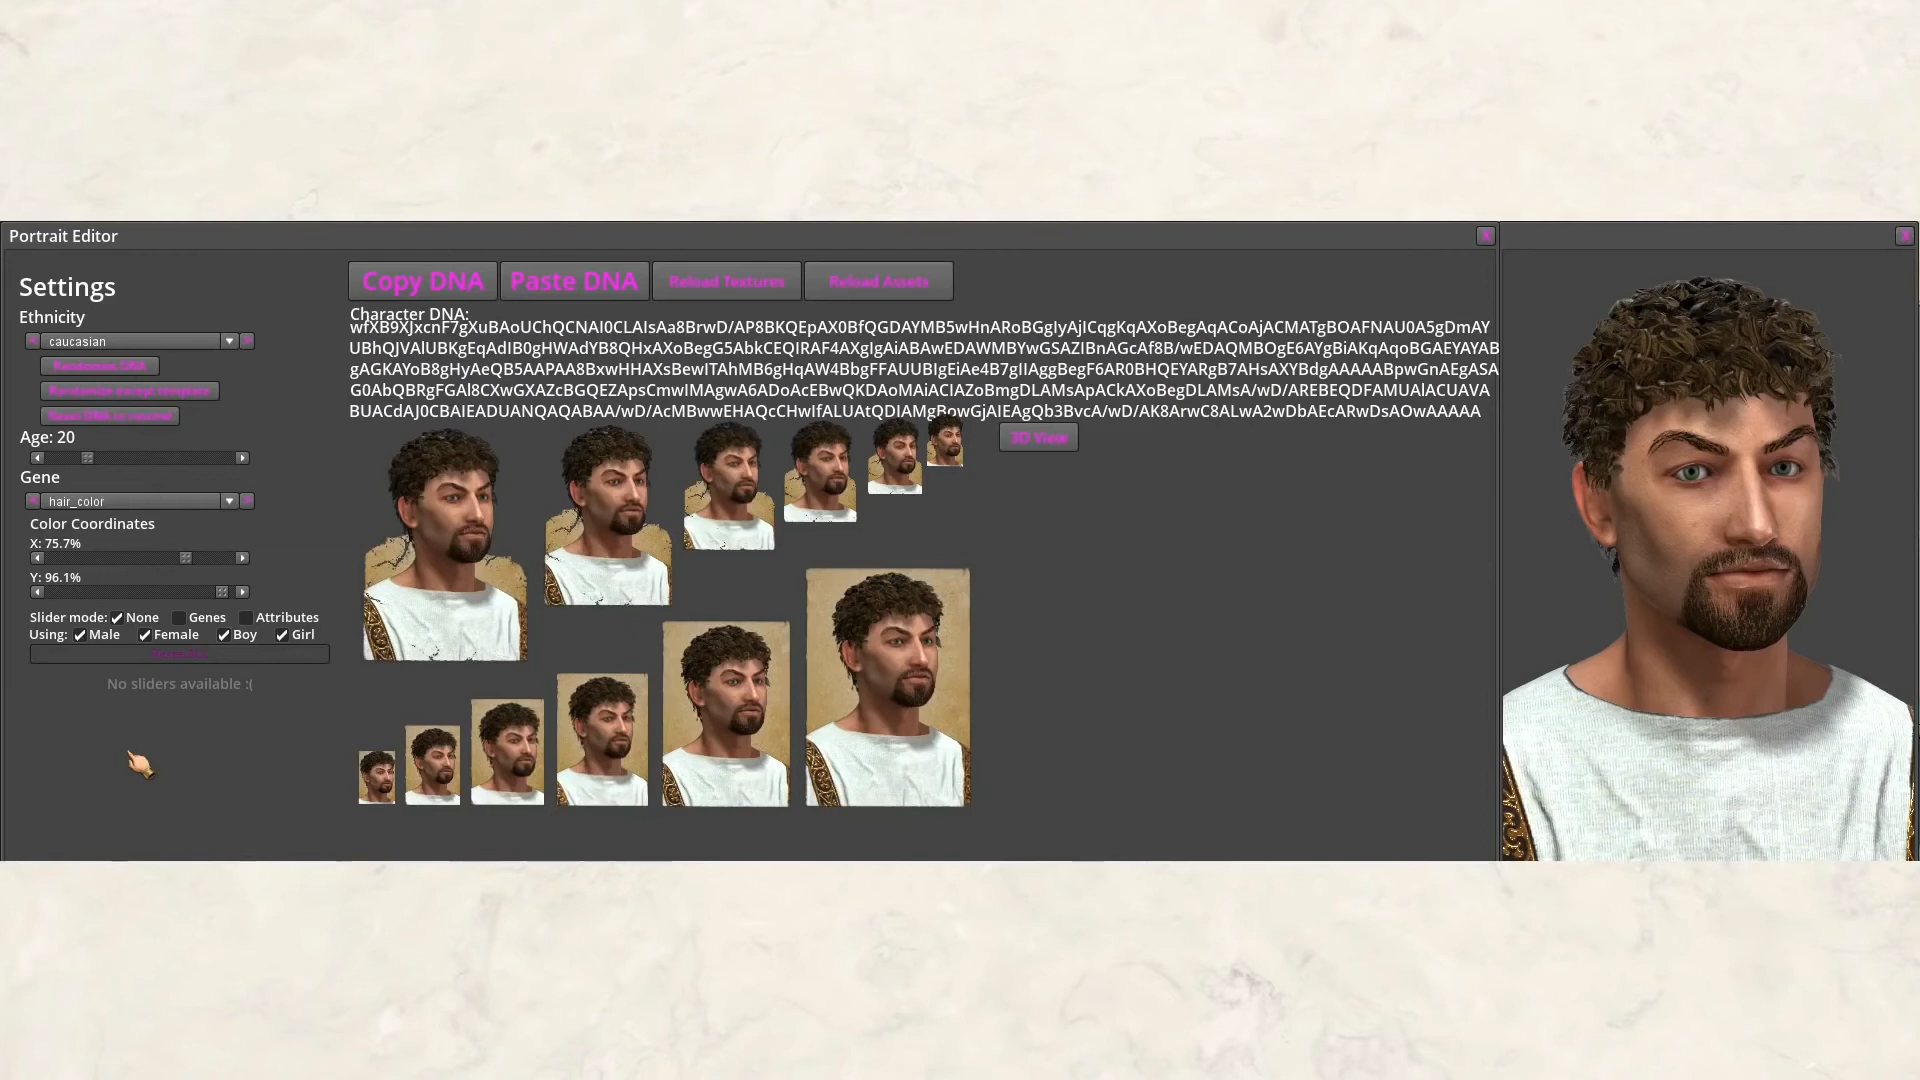 Portrait Editor
x
x
Settings
Ethnicity
caucasian
Randomize DNA
Randomize except complexe
Reset DNA to neutral
Age: 20
Gene
hair_color
Color Coordinates
X: 75.7%
Y: 96.1%
Slider mode: None Genes Attributes
Using: Male Female Boy Girl
No sliders available :(
Copy DNA
Paste DNA
Reload Textures
Reload Assets
Character DNA:
wfXB9XJxcnF7gXuBAoUChQCNAI0CLAIsAa8BrwD/AP8BKQEpAX0BfQGDAYMB5wHnARoBGgIyAjICqgKqAXoBegAqACoAjACMATgBOAFNAU0A5gDmAY
UBhQJVAlUBKgEqAdIB0gHWAdYB8QHxAXoBegG5AbkCEQIRAF4AXgIgAiABAwEDAWMBYwGSAZIBnAGcAf8B/wEDAQMBOgE6AYgBiAKqAqoBGAEYAYAB
gAGKAYoB8gHyAeQB5AAPAA8BxwHHAXsBewITAhMB6gHqAW4BbgFFAUUBIgEiAe4B7gIIAggBegF6AR0BHQEYARgB7AHsAXYBdgAAAAABpwGnAEgASA
G0AbQBRgFGAl8CXwGXAZcBGQEZApsCmwIMAgwA6ADoAcEBwQKDAoMAiACIAZoBmgDLAMsApACkAXoBegDLAMsA/wD/AREBEQDFAMUAlACUAVA
BUACdAJ0CBAIEADUANQAQABAA/wD/AcMBwwEHAQcCHwIfALUAtQDIAMgBowGjAIEAgQb3BvcA/wD/AK8ArwC8ALwA2wDbAEcARwDsAOwAAAAA
3D View